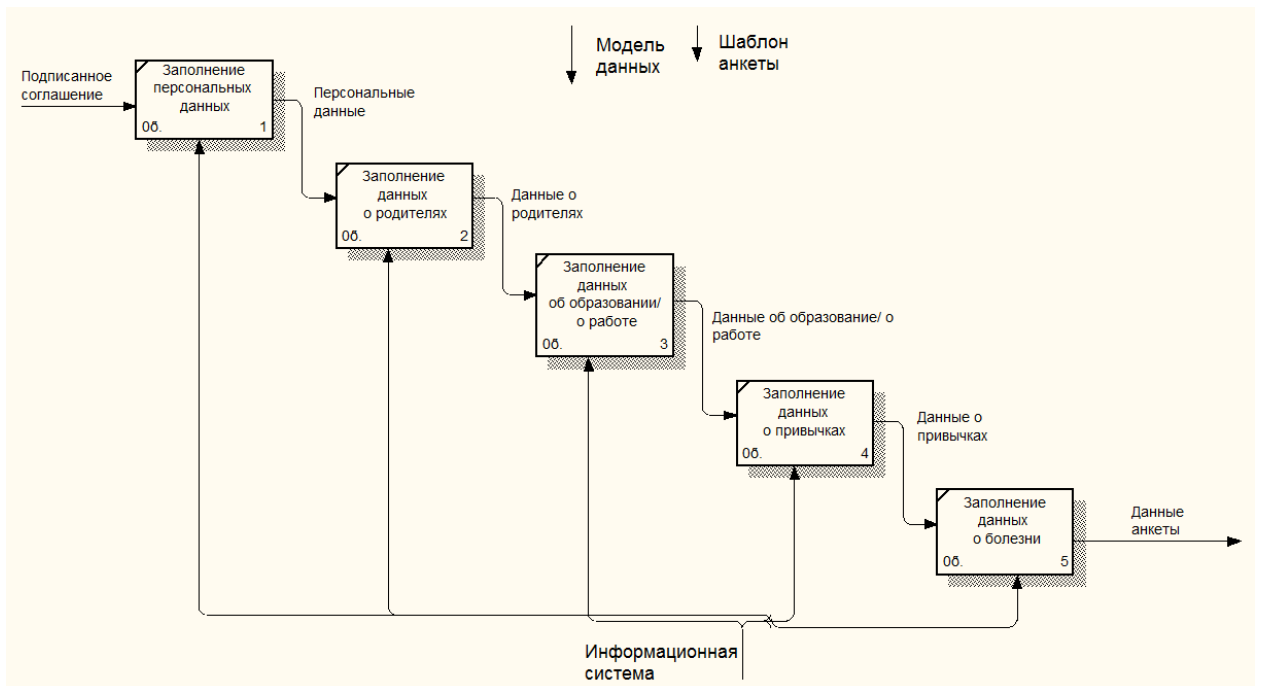 Модель
данных
Шаблон
анкеты
Подписанное
соглашение
Заполнение
персональных
данных
0б. 1
Персональные
данные
Заполнение
данных
о родителях
0б. 2
Данные о
родителях
Заполнение
данных
об образовании/
о работе
0б. 3
Данные об образование/ о
работе
Заполнение
данных
о привычках
0б. 4
Данные о
привычках
Заполнение
данных
о болезни
0б. 5
Данные
анкеты
Информационная
система